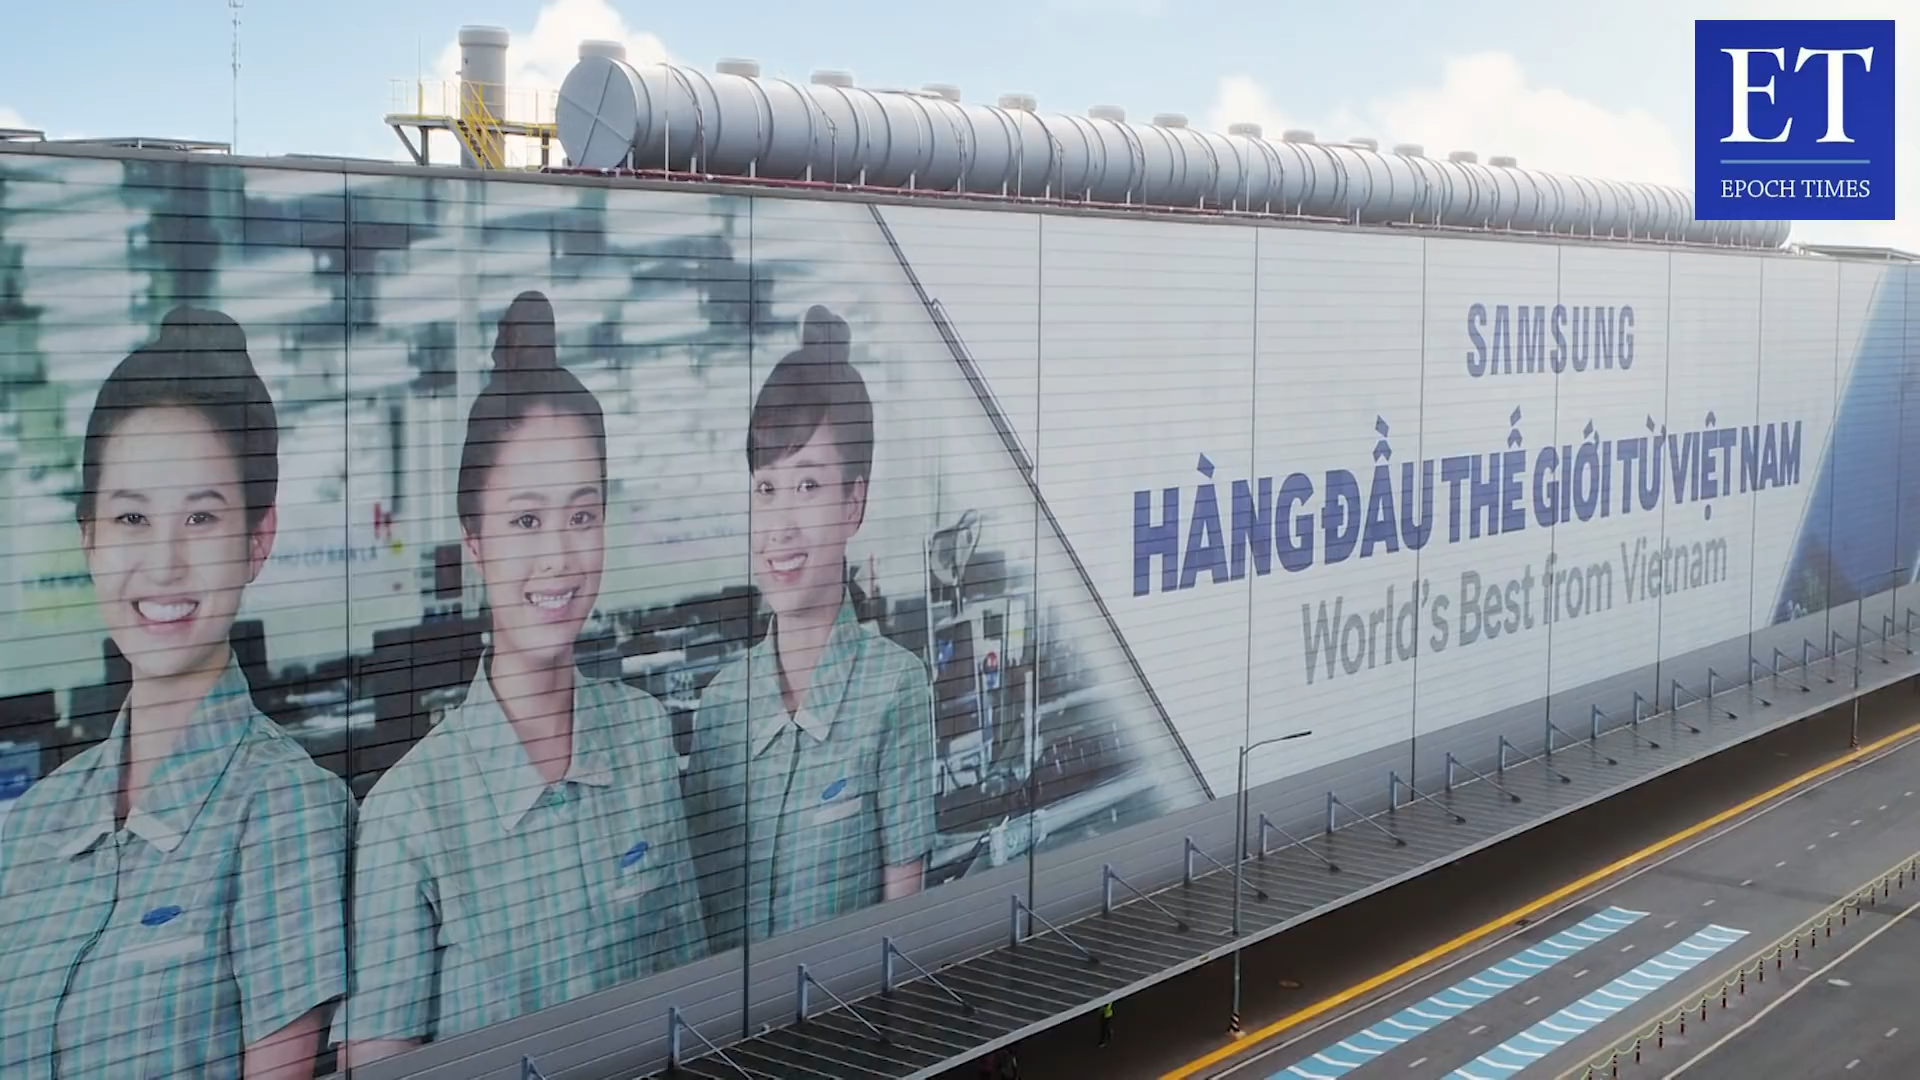 ET
EPOCH TIMES
SAMSUNG
HÀNG ĐẦU THẾ GIỚI TỪ VIỆT NAM
World's Best from Vietnam